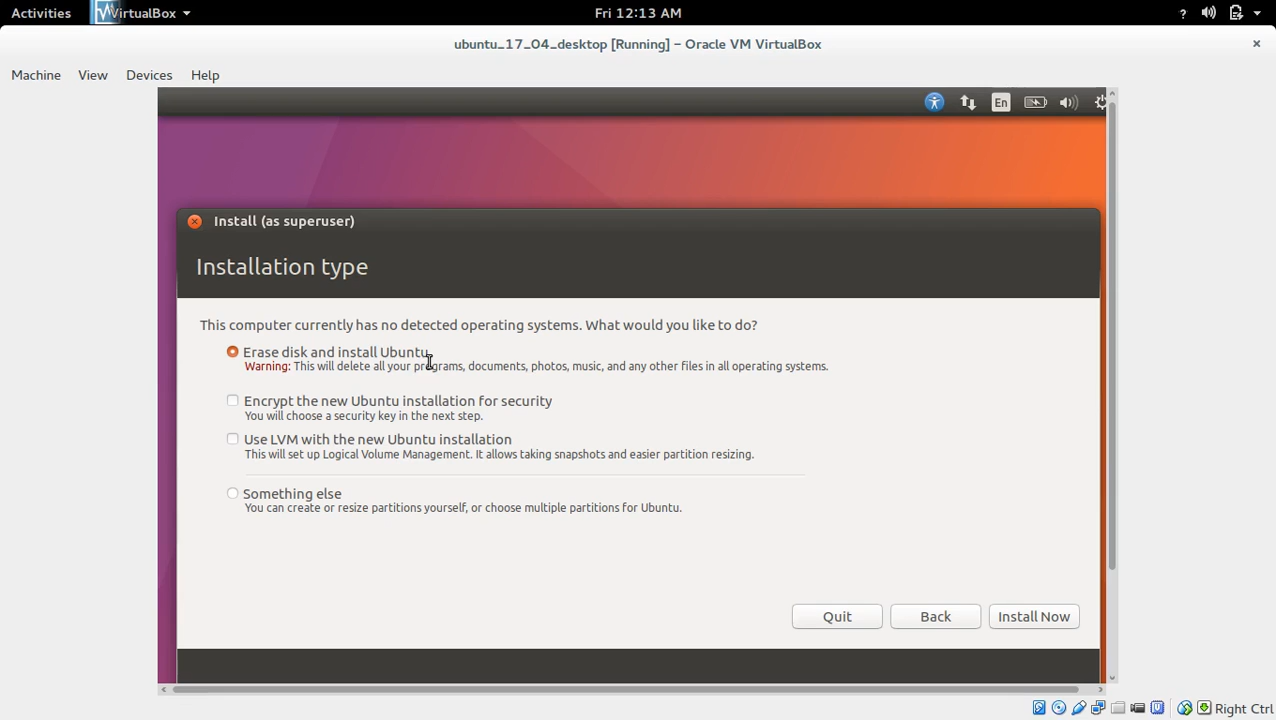 Activities VirtualBox Fri 12:13 AM ?
ubuntu_17_04_desktop [Running] – Oracle VM VirtualBox
Machine View Devices Help
En
Install (as superuser)
Installation type
This computer currently has no detected operating systems. What would you like to do?
Erase disk and install Ubuntu
Warning: This will delete all your programs, documents, photos, music, and any other files in all operating systems.
Encrypt the new Ubuntu installation for security
You will choose a security key in the next step.
Use LVM with the new Ubuntu installation
This will set up Logical Volume Management. It allows taking snapshots and easier partition resizing.
Something else
You can create or resize partitions yourself, or choose multiple partitions for Ubuntu.
Quit Back Install Now
Right Ctrl